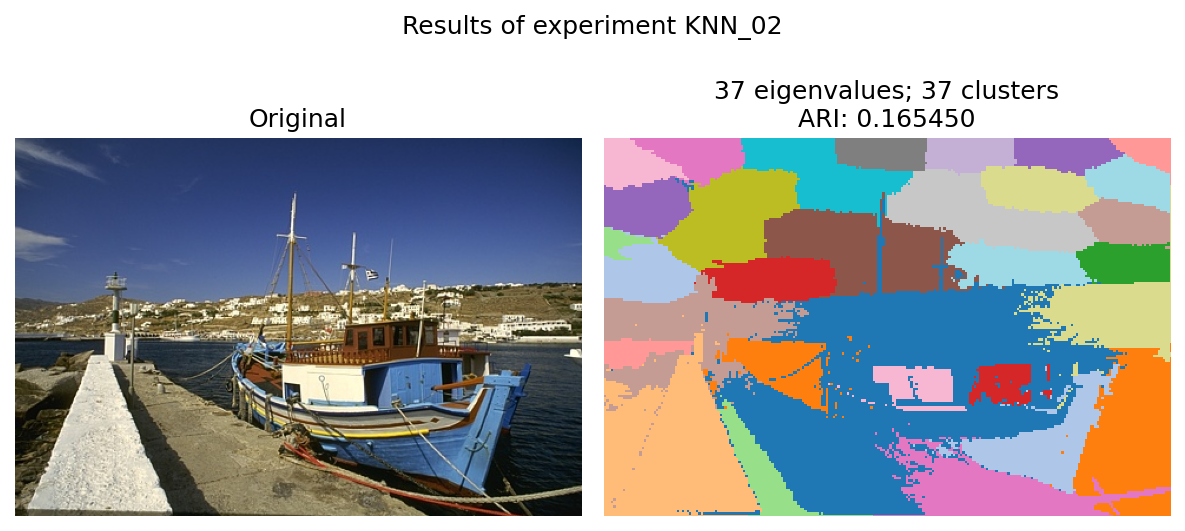 Results of experiment KNN_02
Original
37 eigenvalues; 37 clusters
ARI: 0.165450